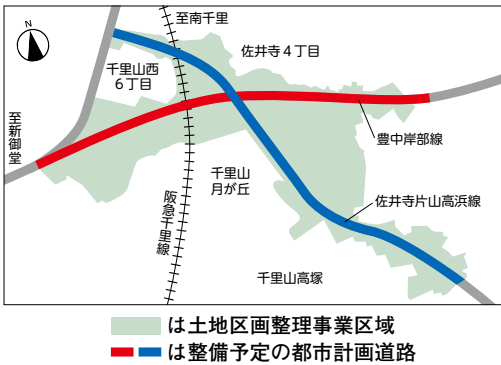 N
至南千里
佐井寺4丁目
千里山西
6丁目
至新御堂
豊中岸部線
千里山
月が丘
阪急千里線
佐井寺片山高浜線
千里山高塚
は土地区画整理事業区域
は整備予定の都市計画道路